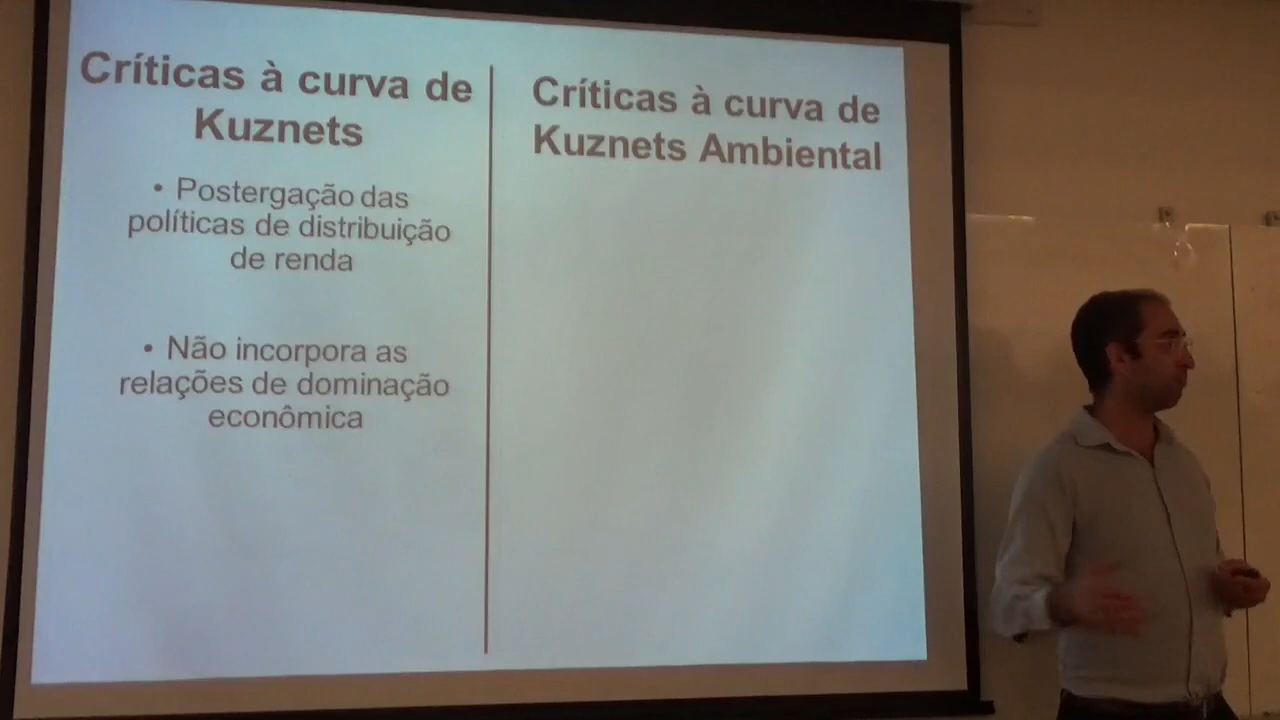 Críticas à curva de
Kuznets
• Postergação das
políticas de distribuição
de renda
• Não incorpora as
relações de dominação
econômica
Críticas à curva de
Kuznets Ambiental